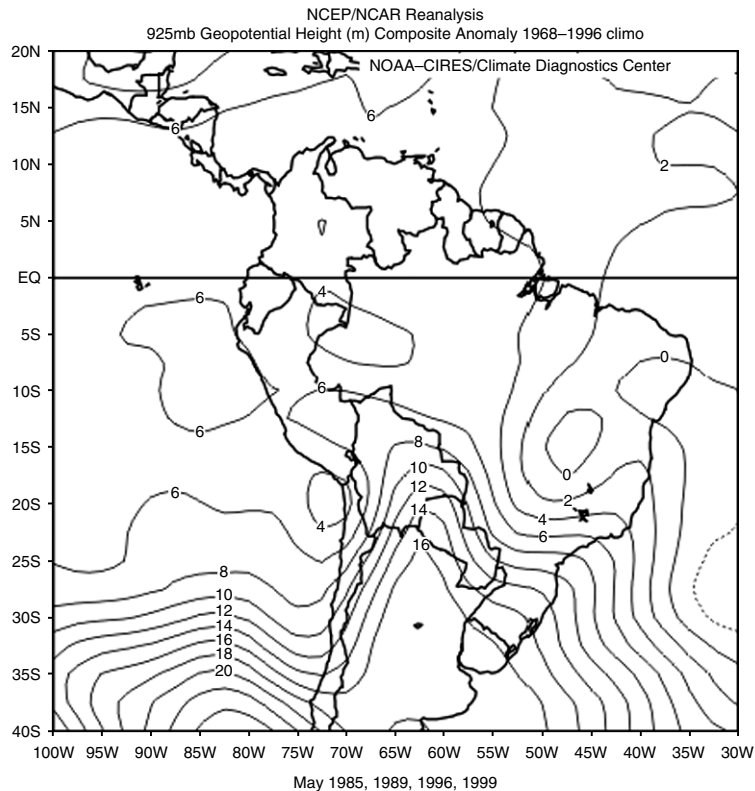 NCEP/NCAR Reanalysis
925mb Geopotential Height (m) Composite Anomaly 1968–1996 climo
20N
NOAA–CIRES/Climate Diagnostics Center
15N
6
6
10N
2
5N
EQ
6
4
5S
0
10S
6
6
8
15S
10
0
6
12
2
20S
4
14
4
6
16
25S
8
10
30S
12
14
16
18
35S
20
40S
100W 95W 90W 85W 80W 75W 70W 65W 60W 55W 50W 45W 40W 35W 30W
May 1985, 1989, 1996, 1999